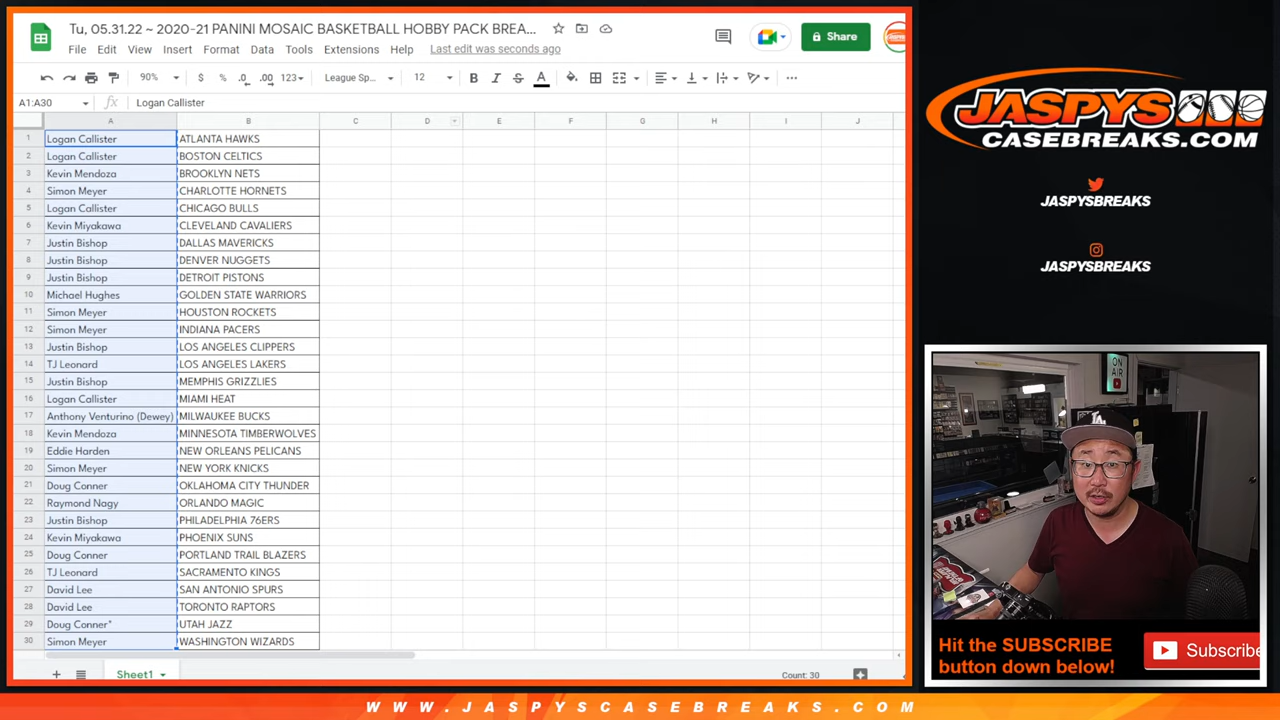 Tu, 05.31.22 ~ 2020-21 PANINI MOSAIC BASKETBALL HOBBY PACK BREA...
File Edit View Insert Format Data Tools Extensions Help Last edit was seconds ago
Share
90% $ % .0 .00 123 League Sp... 12 B I S A
A1:A30 fx Logan Callister
A B C D E F G H I J
1 Logan Callister ATLANTA HAWKS
2 Logan Callister BOSTON CELTICS
3 Kevin Mendoza BROOKLYN NETS
4 Simon Meyer CHARLOTTE HORNETS
5 Logan Callister CHICAGO BULLS
6 Kevin Miyakawa CLEVELAND CAVALIERS
7 Justin Bishop DALLAS MAVERICKS
8 Justin Bishop DENVER NUGGETS
9 Justin Bishop DETROIT PISTONS
10 Michael Hughes GOLDEN STATE WARRIORS
11 Simon Meyer HOUSTON ROCKETS
12 Simon Meyer INDIANA PACERS
13 Justin Bishop LOS ANGELES CLIPPERS
14 TJ Leonard LOS ANGELES LAKERS
15 Justin Bishop MEMPHIS GRIZZLIES
16 Logan Callister MIAMI HEAT
17 Anthony Venturino (Dewey) MILWAUKEE BUCKS
18 Kevin Mendoza MINNESOTA TIMBERWOLVES
19 Eddie Harden NEW ORLEANS PELICANS
20 Simon Meyer NEW YORK KNICKS
21 Doug Conner OKLAHOMA CITY THUNDER
22 Raymond Nagy ORLANDO MAGIC
23 Justin Bishop PHILADELPHIA 76ERS
24 Kevin Miyakawa PHOENIX SUNS
25 Doug Conner PORTLAND TRAIL BLAZERS
26 TJ Leonard SACRAMENTO KINGS
27 David Lee SAN ANTONIO SPURS
28 David Lee TORONTO RAPTORS
29 Doug Conner* UTAH JAZZ
30 Simon Meyer WASHINGTON WIZARDS
Sheet1 Count: 30
JASPYS
CASEBREAKS.COM
JASPYSBREAKS
JASPYSBREAKS
ON
AIR
LA
Hit the SUBSCRIBE
button down below!
Subscribe
WWW.JASPYSCASEBREAKS.COM